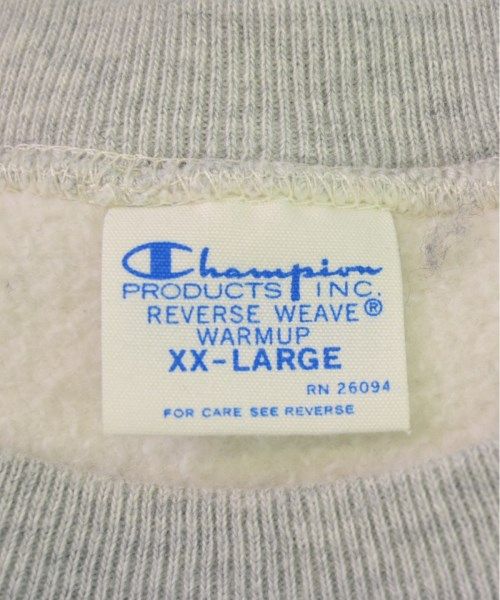 Champion
PRODUCTS INC.
REVERSE WEAVE®
WARMUP
XX-LARGE
RN 26094
FOR CARE SEE REVERSE